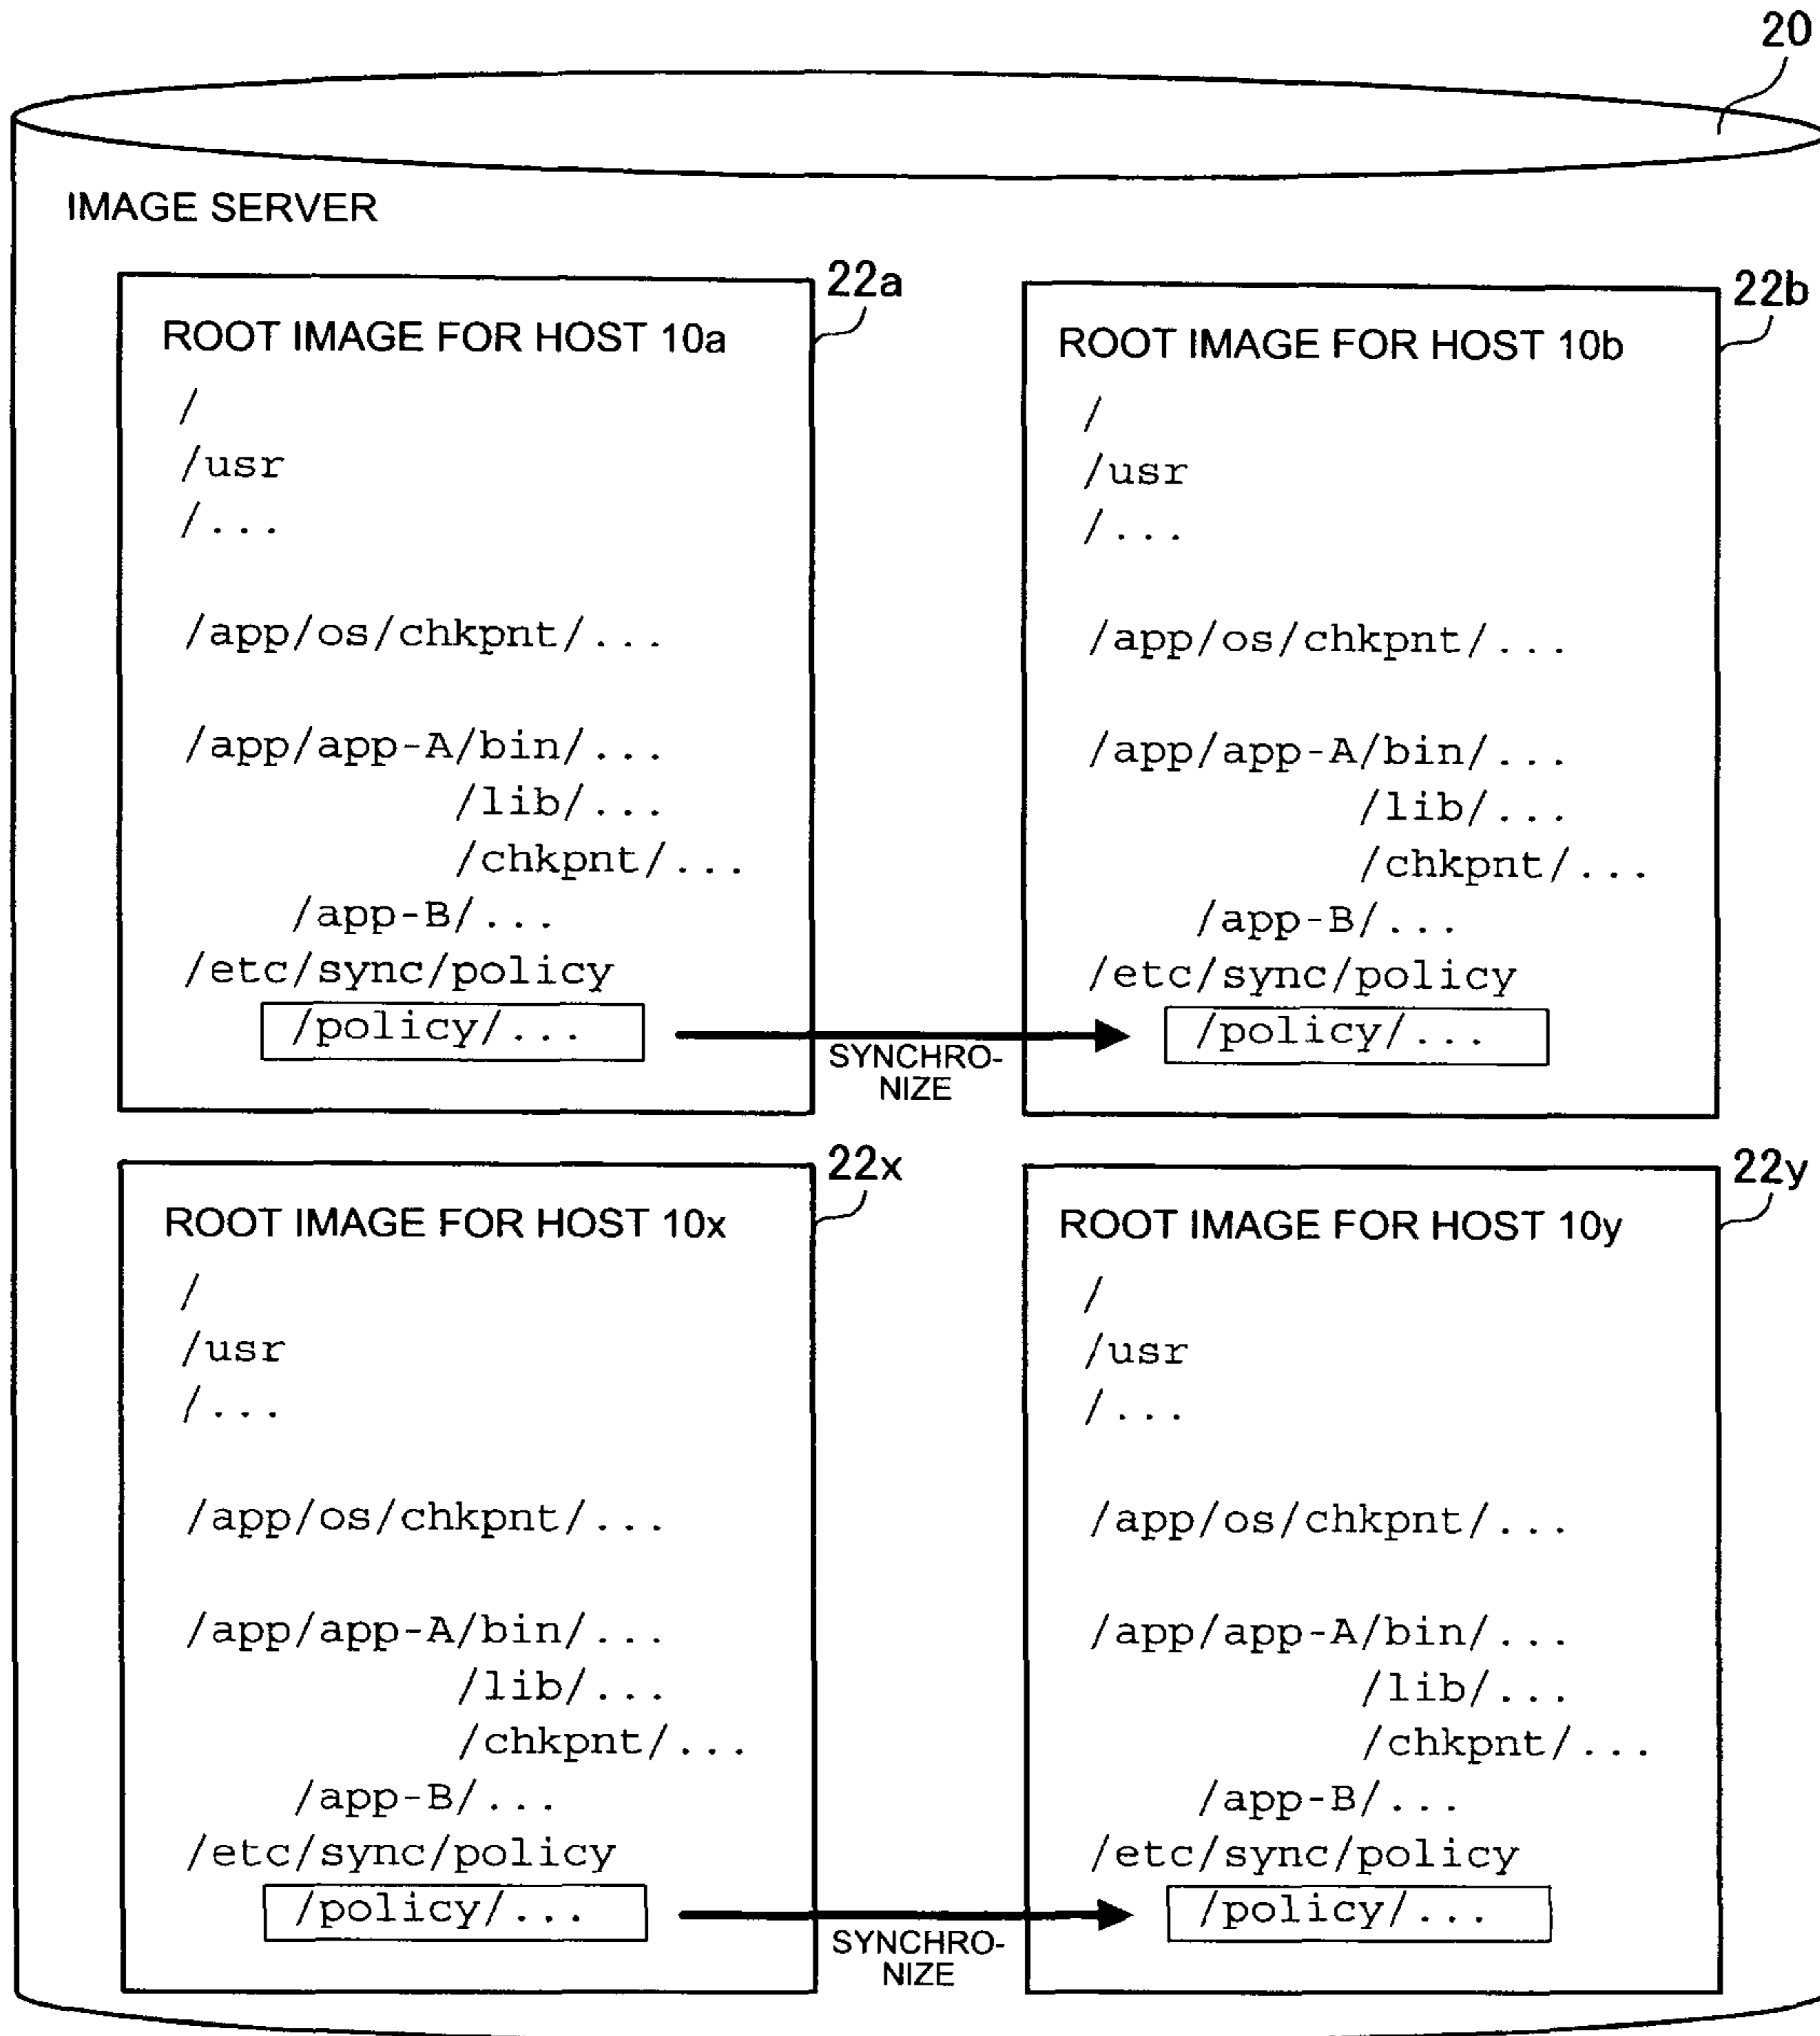 20
IMAGE SERVER
22a
ROOT IMAGE FOR HOST 10a
/
/usr
/...
/app/os/chkpnt/...
/app/app-A/bin/...
/lib/...
/chkpnt/...
/app-B/...
/etc/sync/policy
/policy/...
SYNCHRO-
NIZE
22b
ROOT IMAGE FOR HOST 10b
/
/usr
/...
/app/os/chkpnt/...
/app/app-A/bin/...
/lib/...
/chkpnt/...
/app-B/...
/etc/sync/policy
/policy/...
22x
ROOT IMAGE FOR HOST 10x
/
/usr
/...
/app/os/chkpnt/...
/app/app-A/bin/...
/lib/...
/chkpnt/...
/app-B/...
/etc/sync/policy
/policy/...
SYNCHRO-
NIZE
22y
ROOT IMAGE FOR HOST 10y
/
/usr
/...
/app/os/chkpnt/...
/app/app-A/bin/...
/lib/...
/chkpnt/...
/app-B/...
/etc/sync/policy
/policy/...